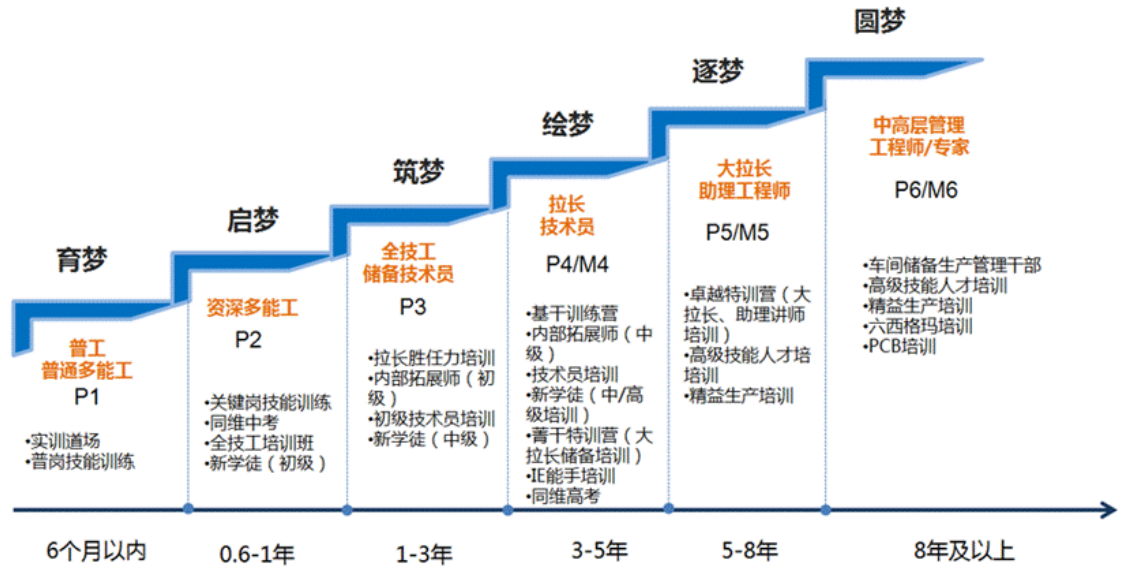 育梦
普工
普通多能工
P1
•实训道场
•普岗技能训练
6个月以内
启梦
资深多能工
P2
•关键岗技能训练
•同维中考
•全技工培训班
•新学徒（初级）
0.6-1年
筑梦
全技工
储备技术员
P3
•拉长胜任力培训
•内部拓展师（初
级）
•初级技术员培训
•新学徒（中级）
1-3年
绘梦
拉长
技术员
P4/M4
•基干训练营
•内部拓展师（中
级）
•技术员培训
•新学徒（中/高
级培训）
•菁干特训营（大
拉长储备培训）
•IE能手培训
•同维高考
3-5年
逐梦
大拉长
助理工程师
P5/M5
•卓越特训营（大
拉长、助理讲师
培训）
•高级技能人才培
培训
•精益生产培训
5-8年
圆梦
中高层管理
工程师/专家
P6/M6
•车间储备生产管理干部
•高级技能人才培训
•精益生产培训
•六西格玛培训
•PCB培训
8年及以上